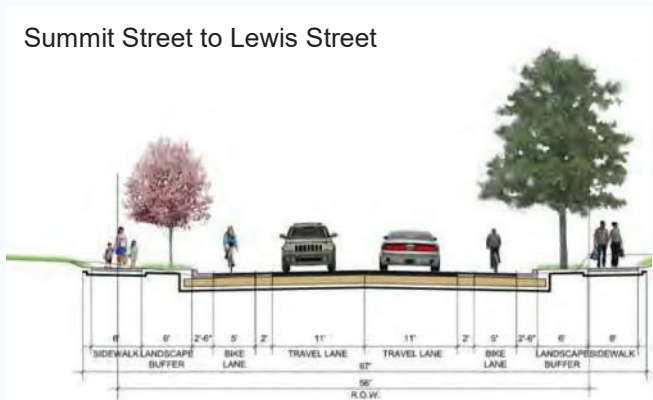 Summit Street to Lewis Street
6' 6' 2'-6" 5' 2' 11' 11' 2' 5' 2'-6" 6' 8'
SIDEWALK LANDSCAPE BUFFER BIKE LANE TRAVEL LANE TRAVEL LANE BIKE LANE LANDSCAPE BUFFER SIDEWALK
67'
56'
R.O.W.